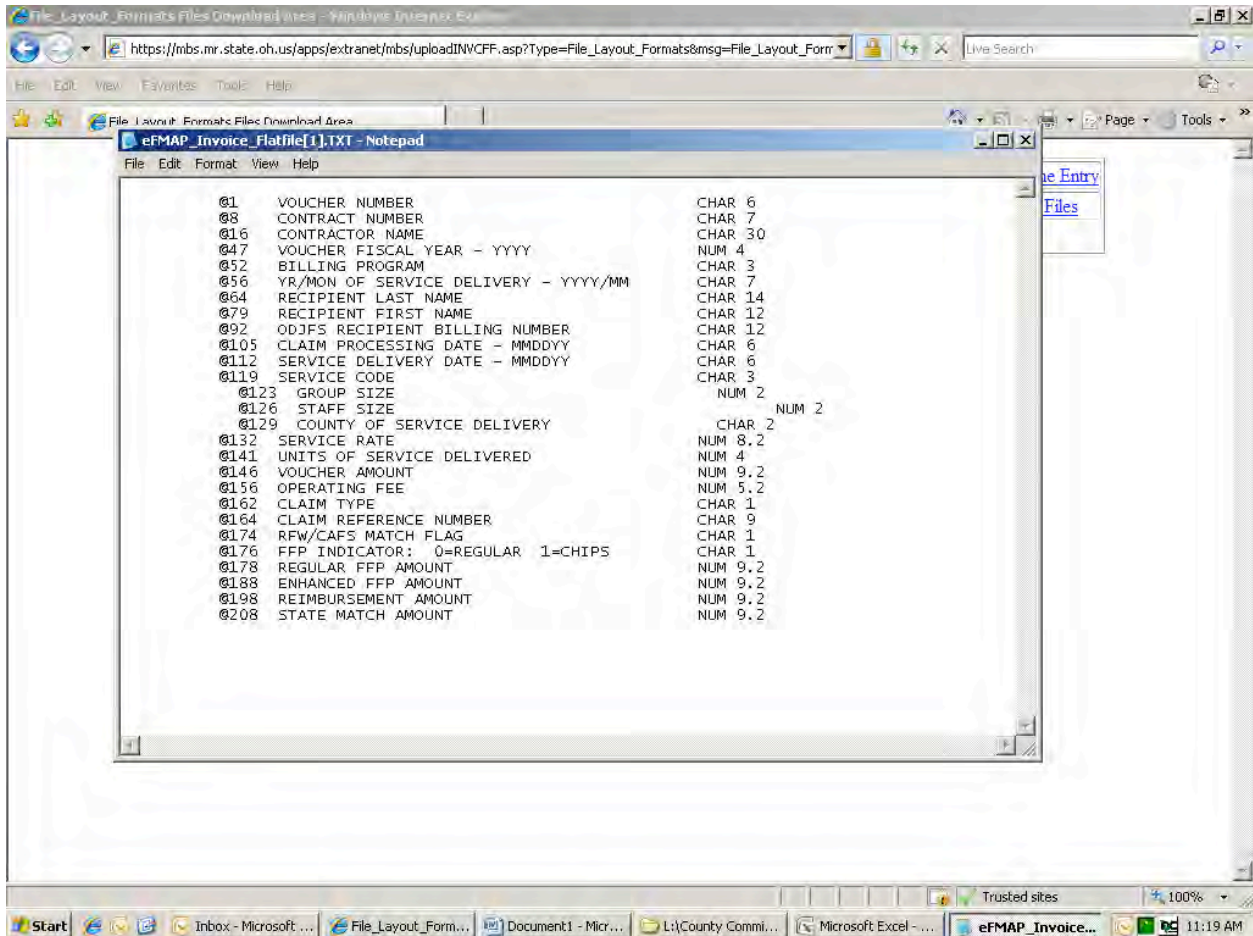 File_Layout_Formats Files Download Area - Windows Internet Ex
https://mbs.mr.state.oh.us/apps/extranet/mbs/uploadINVCFF.asp?Type=File_Layout_Formats&msg=File_Layout_Form
Live Search
File Edit View Favorites Tools Help
File_Layout_Formats Files Download Area
Page Tools »
eFMAP_Invoice_Flatfile[1].TXT - Notepad
File Edit Format View Help
ne Entry
Files
@1 VOUCHER NUMBER CHAR 6
@8 CONTRACT NUMBER CHAR 7
@16 CONTRACTOR NAME CHAR 30
@47 VOUCHER FISCAL YEAR - YYYY NUM 4
@52 BILLING PROGRAM CHAR 3
@56 YR/MON OF SERVICE DELIVERY - YYYY/MM CHAR 7
@64 RECIPIENT LAST NAME CHAR 14
@79 RECIPIENT FIRST NAME CHAR 12
@92 ODJFS RECIPIENT BILLING NUMBER CHAR 12
@105 CLAIM PROCESSING DATE - MMDDYY CHAR 6
@112 SERVICE DELIVERY DATE - MMDDYY CHAR 6
@119 SERVICE CODE CHAR 3
@123 GROUP SIZE NUM 2
@126 STAFF SIZE NUM 2
@129 COUNTY OF SERVICE DELIVERY CHAR 2
@132 SERVICE RATE NUM 8.2
@141 UNITS OF SERVICE DELIVERED NUM 4
@146 VOUCHER AMOUNT NUM 9.2
@156 OPERATING FEE NUM 5.2
@162 CLAIM TYPE CHAR 1
@164 CLAIM REFERENCE NUMBER CHAR 9
@174 RFW/CAFS MATCH FLAG CHAR 1
@176 FFP INDICATOR: 0=REGULAR 1=CHIPS CHAR 1
@178 REGULAR FFP AMOUNT NUM 9.2
@188 ENHANCED FFP AMOUNT NUM 9.2
@198 REIMBURSEMENT AMOUNT NUM 9.2
@208 STATE MATCH AMOUNT NUM 9.2
Trusted sites 100%
Start Inbox - Microsoft ... File_Layout_Form... Document1 - Micr... L:\County Commi... Microsoft Excel - ... eFMAP_Invoice... 11:19 AM